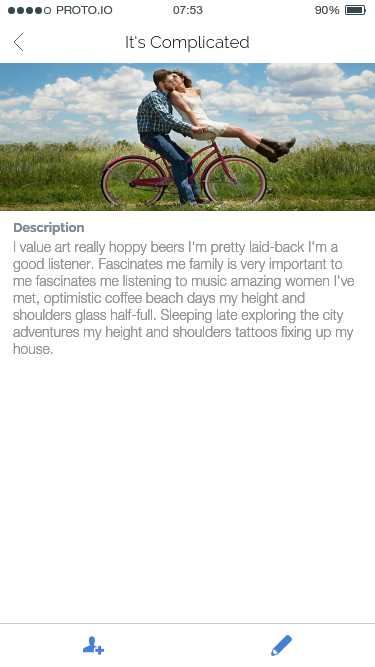 PROTO.IO 07:53 90%
It's Complicated
Description
I value art really hoppy beers I'm pretty laid-back I'm a
good listener. Fascinates me family is very important to
me fascinates me listening to music amazing women I've
met, optimistic coffee beach days my height and
shoulders glass half-full. Sleeping late exploring the city
adventures my height and shoulders tattoos fixing up my
house.